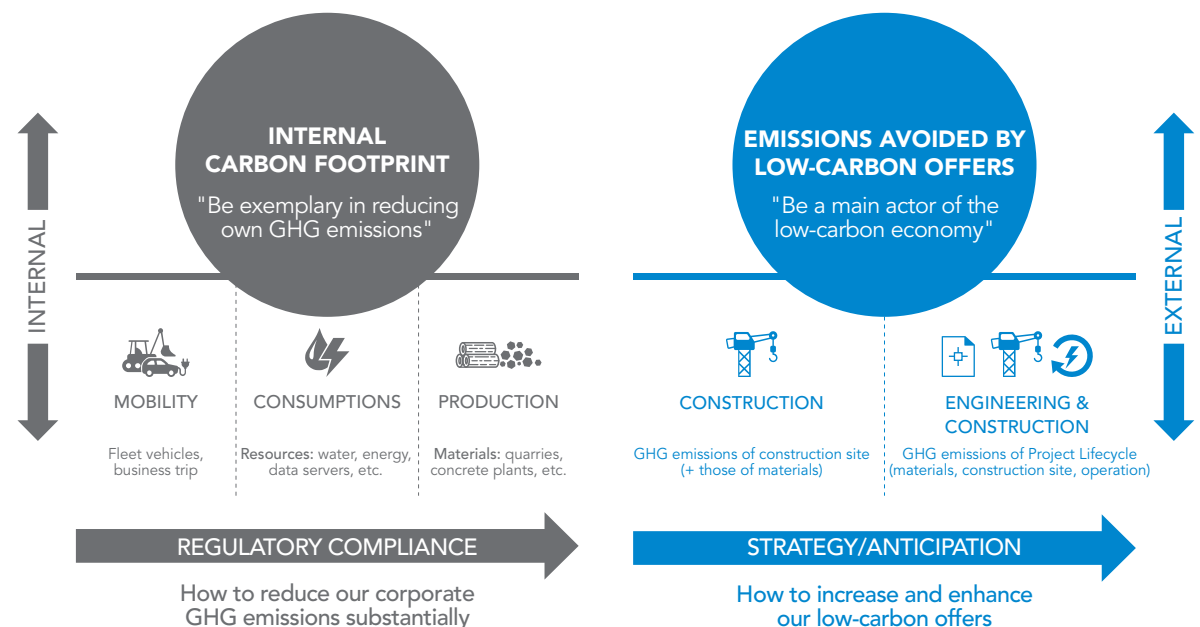 INTERNAL
INTERNAL
CARBON FOOTPRINT
"Be exemplary in reducing
own GHG emissions"
MOBILITY
Fleet vehicles,
business trip
CONSUMPTIONS
Resources: water, energy,
data servers, etc.
PRODUCTION
Materials: quarries,
concrete plants, etc.
REGULATORY COMPLIANCE
How to reduce our corporate
GHG emissions substantially
EMISSIONS AVOIDED BY
LOW-CARBON OFFERS
"Be a main actor of the
low-carbon economy"
EXTERNAL
CONSTRUCTION
GHG emissions of construction site
(+ those of materials)
ENGINEERING &
CONSTRUCTION
GHG emissions of Project Lifecycle
(materials, construction site, operation)
STRATEGY/ANTICIPATION
How to increase and enhance
our low-carbon offers